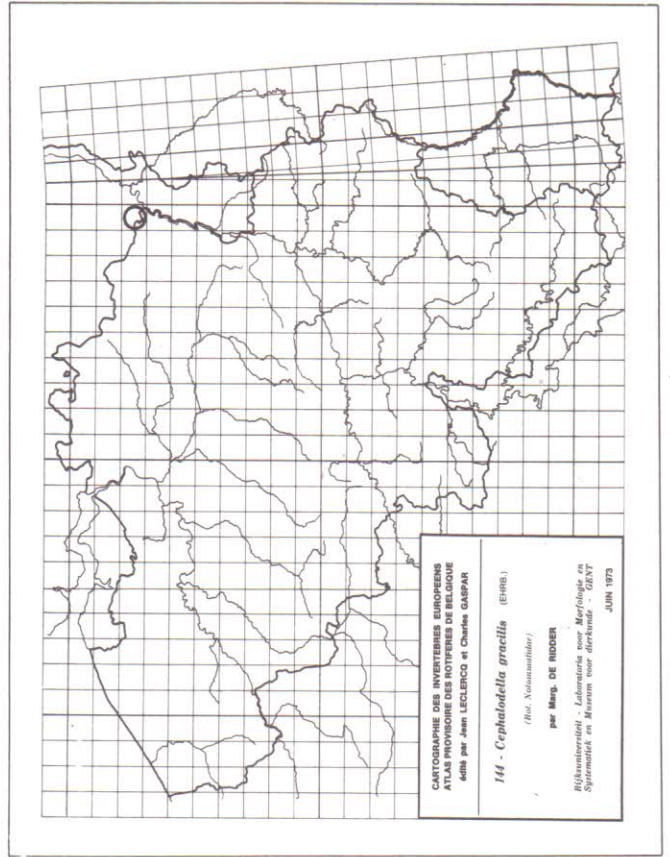 CARTOGRAPHIE DES INVERTEBRES EUROPEENS
ATLAS PROVISOIRE DES ROTIFERES DE BELGIQUE
édité par Jean LECLERCQ et Charles GASPAR
144 - Cephalodella gracilis (EHRB.)
(Rot. Notommatidae)
par Marg. DE RIDDER
Rijksuniversiteit - Laboratoria voor Morfologie en
Systematiek en Museum voor dierkunde - GENT
JUIN 1973